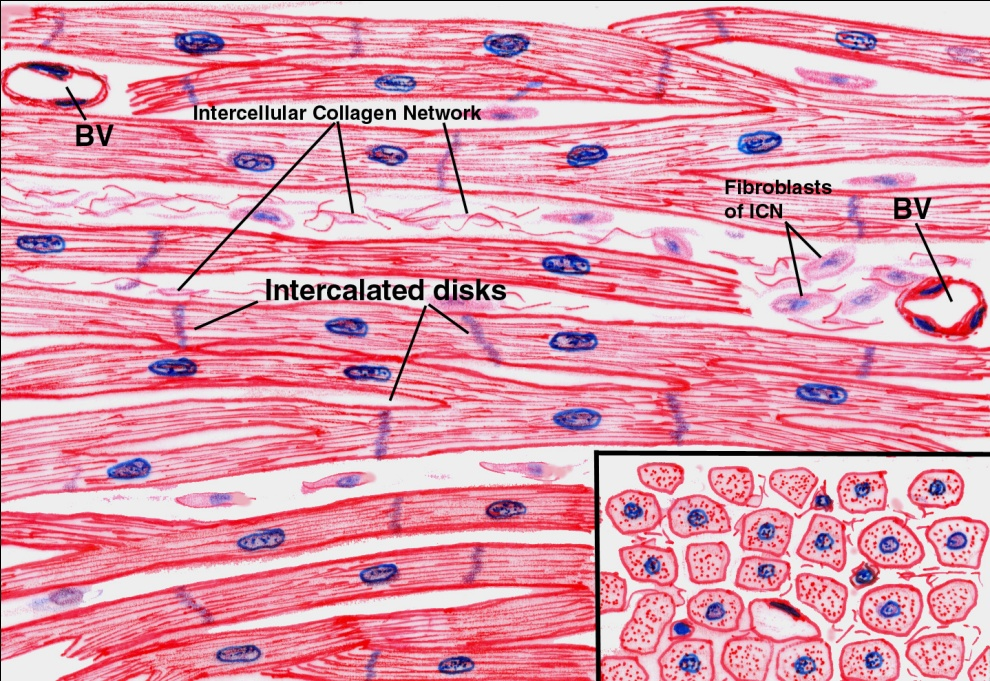 Intercellular Collagen Network
BV
Fibroblasts
of ICN
BV
Intercalated disks